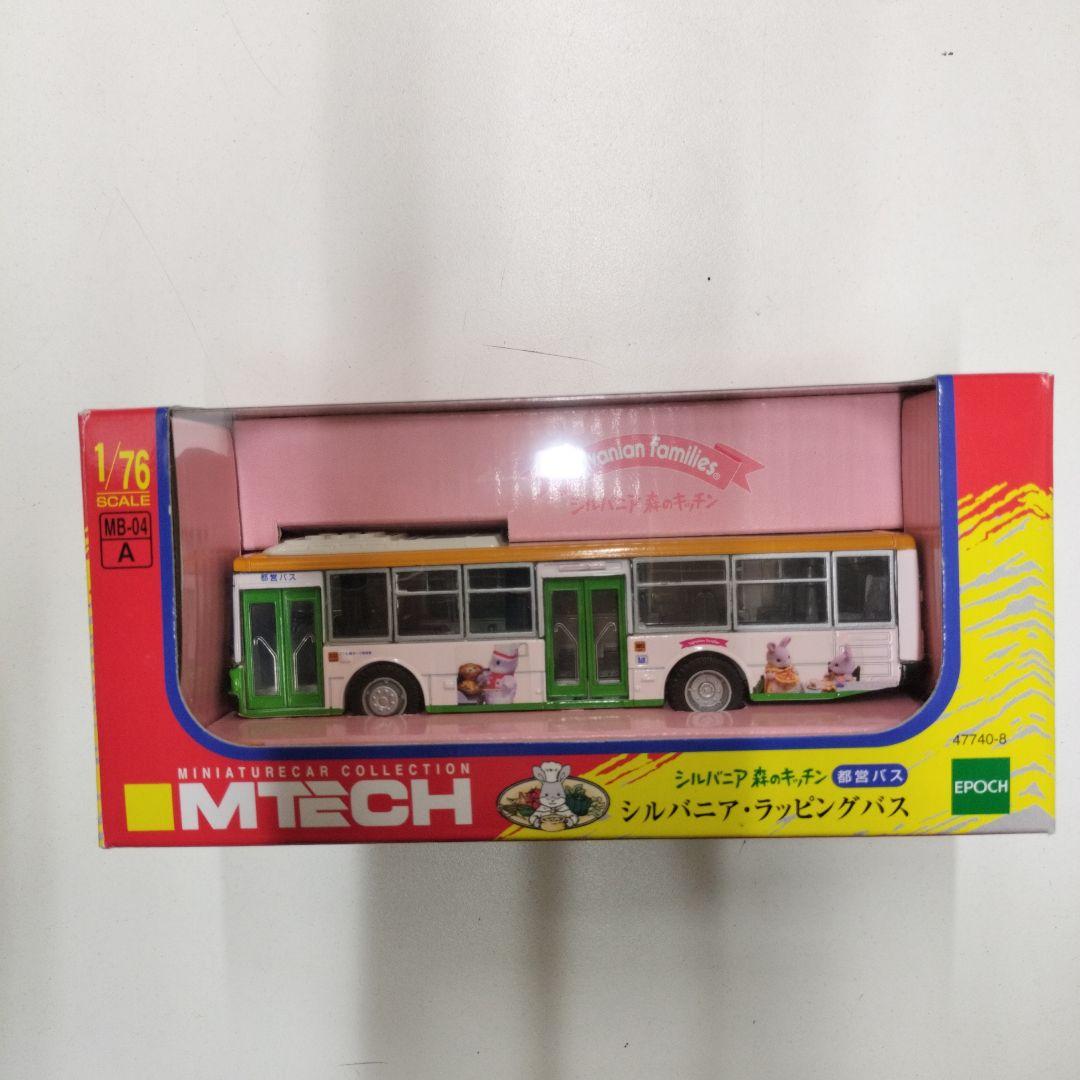 1/76
SCALE
MB-04
A
vanian families®
シルバニア 森のキッチン
都営バス
47740-8
MINIATURECAR COLLECTION
MTECH
シルバニア 森のキッチン 都営バス
シルバニア・ラッピングバス
EPOCH